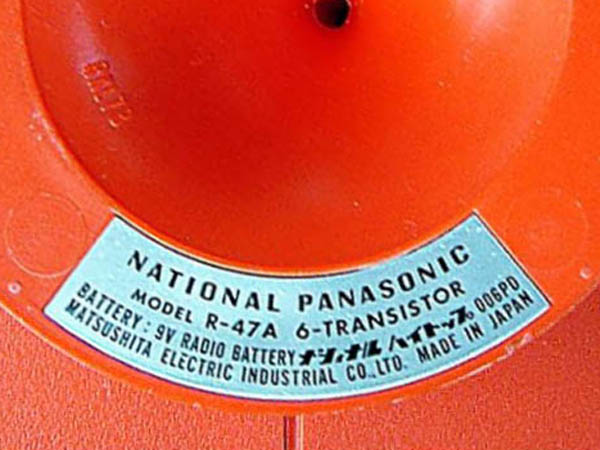 NATIONAL PANASONIC
MODEL R-47A 6-TRANSISTOR
BATTERY: 9V RADIO BATTERY ナショナル ハイトップ 006PD
MATSUSHITA ELECTRIC INDUSTRIAL CO.,LTD. MADE IN JAPAN